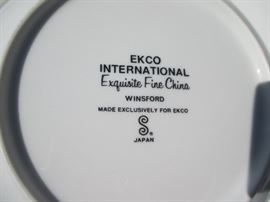 EKCO
INTERNATIONAL
Exquisite Fine China
WINSFORD
MADE EXCLUSIVELY FOR EKCO
S®
JAPAN